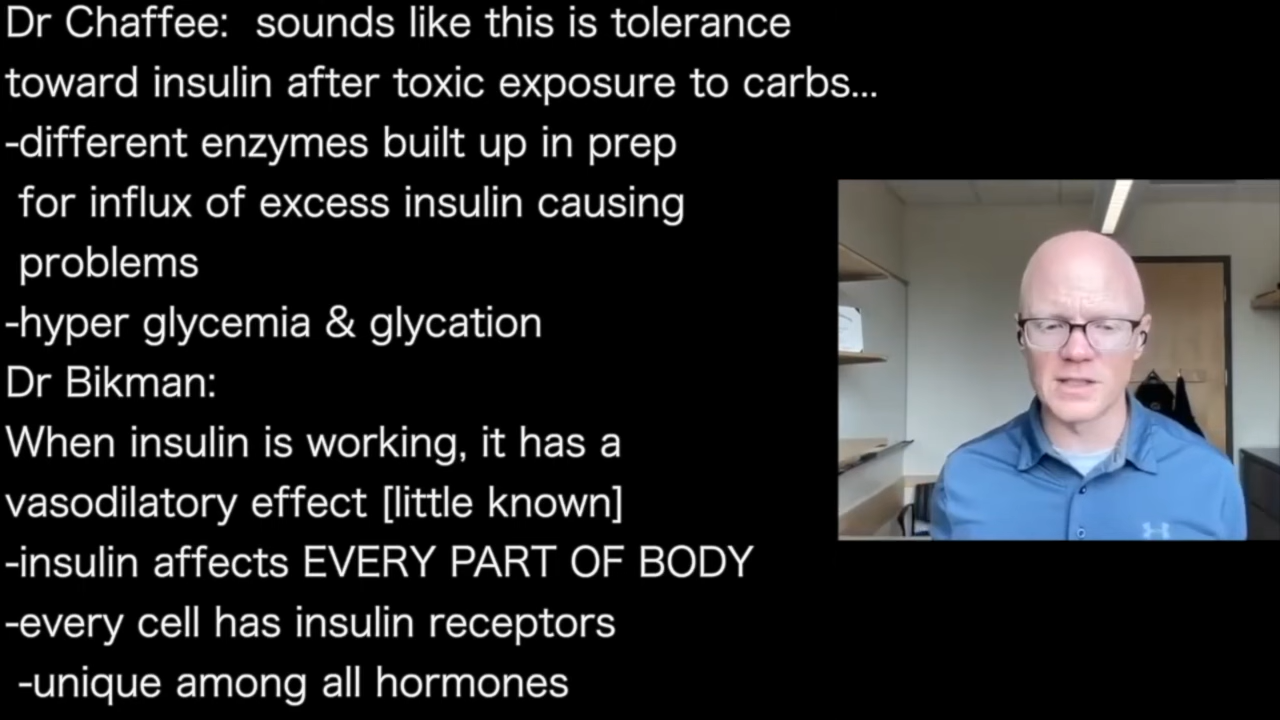 Dr Chaffee:  sounds like this is tolerance
toward insulin after toxic exposure to carbs...
-different enzymes built up in prep
for influx of excess insulin causing
problems
-hyper glycemia & glycation
Dr Bikman:
When insulin is working, it has a
vasodilatory effect [little known]
-insulin affects EVERY PART OF BODY
-every cell has insulin receptors
-unique among all hormones